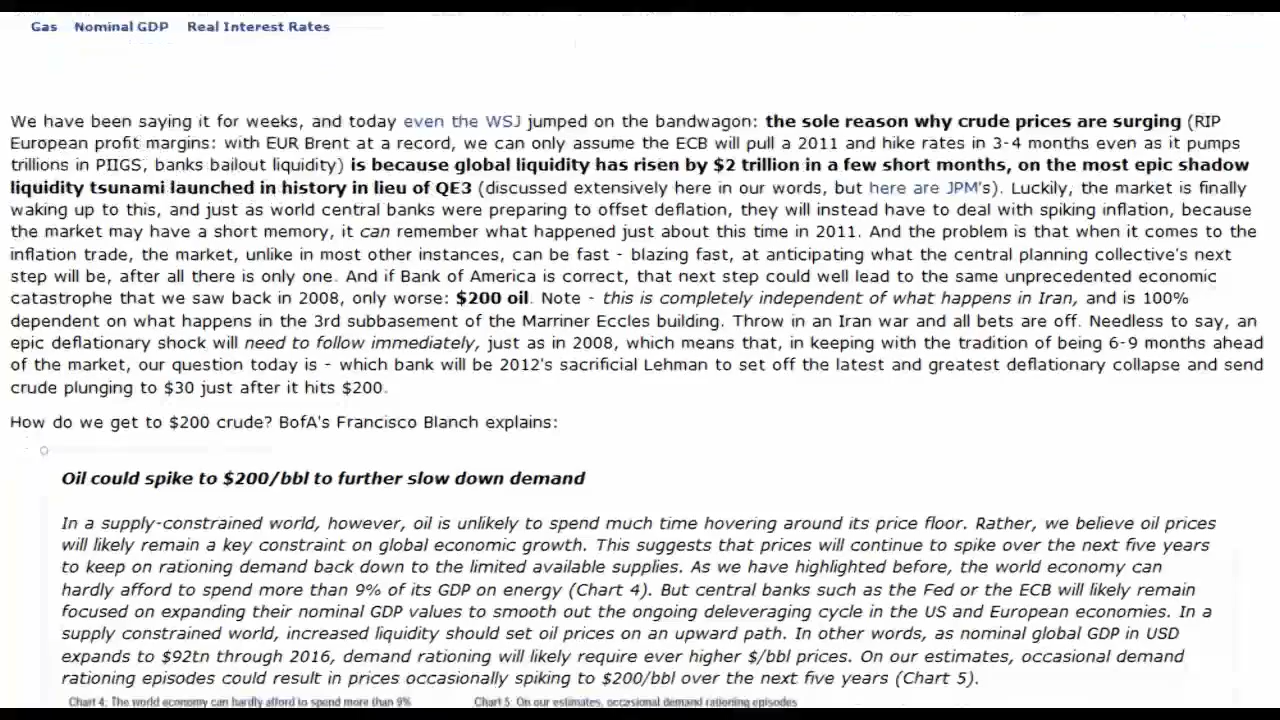 Gas Nominal GDP Real Interest Rates
We have been saying it for weeks, and today even the WSJ jumped on the bandwagon: the sole reason why crude prices are surging (RIP
European profit margins: with EUR Brent at a record, we can only assume the ECB will pull a 2011 and hike rates in 3-4 months even as it pumps
trillions in PIIGS, banks bailout liquidity) is because global liquidity has risen by $2 trillion in a few short months, on the most epic shadow
liquidity tsunami launched in history in lieu of QE3 (discussed extensively here in our words, but here are JPM's). Luckily, the market is finally
waking up to this, and just as world central banks were preparing to offset deflation, they will instead have to deal with spiking inflation, because
the market may have a short memory, it can remember what happened just about this time in 2011. And the problem is that when it comes to the
inflation trade, the market, unlike in most other instances, can be fast - blazing fast, at anticipating what the central planning collective's next
step will be, after all there is only one. And if Bank of America is correct, that next step could well lead to the same unprecedented economic
catastrophe that we saw back in 2008, only worse: $200 oil. Note - this is completely independent of what happens in Iran, and is 100%
dependent on what happens in the 3rd subbasement of the Marriner Eccles building. Throw in an Iran war and all bets are off. Needless to say, an
epic deflationary shock will need to follow immediately, just as in 2008, which means that, in keeping with the tradition of being 6-9 months ahead
of the market, our question today is - which bank will be 2012's sacrificial Lehman to set off the latest and greatest deflationary collapse and send
crude plunging to $30 just after it hits $200.
How do we get to $200 crude? BofA's Francisco Blanch explains:
Oil could spike to $200/bbl to further slow down demand
In a supply-constrained world, however, oil is unlikely to spend much time hovering around its price floor. Rather, we believe oil prices
will likely remain a key constraint on global economic growth. This suggests that prices will continue to spike over the next five years
to keep on rationing demand back down to the limited available supplies. As we have highlighted before, the world economy can
hardly afford to spend more than 9% of its GDP on energy (Chart 4). But central banks such as the Fed or the ECB will likely remain
focused on expanding their nominal GDP values to smooth out the ongoing deleveraging cycle in the US and European economies. In a
supply constrained world, increased liquidity should set oil prices on an upward path. In other words, as nominal global GDP in USD
expands to $92tn through 2016, demand rationing will likely require ever higher $/bbl prices. On our estimates, occasional demand
rationing episodes could result in prices occasionally spiking to $200/bbl over the next five years (Chart 5).
Chart 4: The world economy can hardly afford to spend more than 9% Chart 5: On our estimates, occasional demand rationing episodes